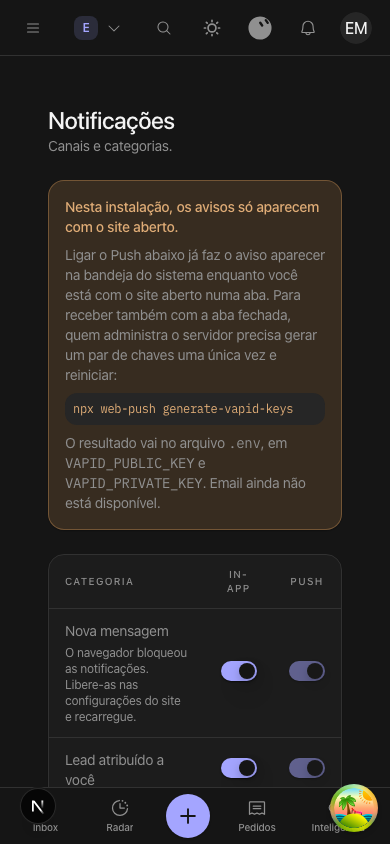 E
EM
Notificações
Canais e categorias.
Nesta instalação, os avisos só aparecem
com o site aberto.
Ligar o Push abaixo já faz o aviso aparecer
na bandeja do sistema enquanto você
está com o site aberto numa aba. Para
receber também com a aba fechada,
quem administra o servidor precisa gerar
um par de chaves uma única vez e
reiniciar:
npx web-push generate-vapid-keys
O resultado vai no arquivo .env, em
VAPID_PUBLIC_KEY e
VAPID_PRIVATE_KEY. Email ainda não
está disponível.
CATEGORIA
IN-
APP
PUSH
Nova mensagem
O navegador bloqueou
as notificações.
Libere-as nas
configurações do site
e recarregue.
Lead atribuído a
você
N
Inbox
Radar
Pedidos